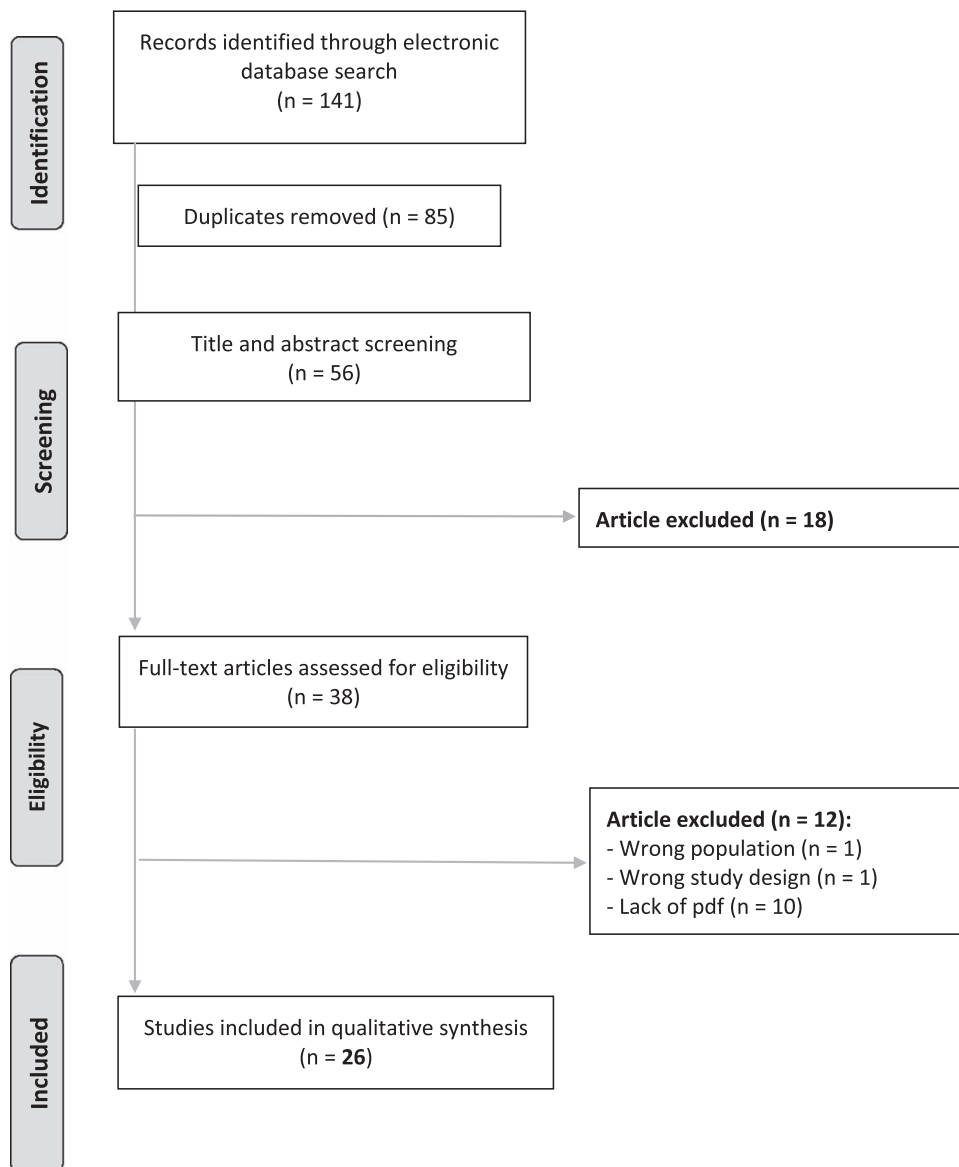 Identification
Records identified through electronic
database search
(n = 141)
Duplicates removed (n = 85)
Screening
Title and abstract screening
(n = 56)
Article excluded (n = 18)
Eligibility
Full-text articles assessed for eligibility
(n = 38)
Article excluded (n = 12):
- Wrong population (n = 1)
- Wrong study design (n = 1)
- Lack of pdf (n = 10)
Included
Studies included in qualitative synthesis
(n = 26)